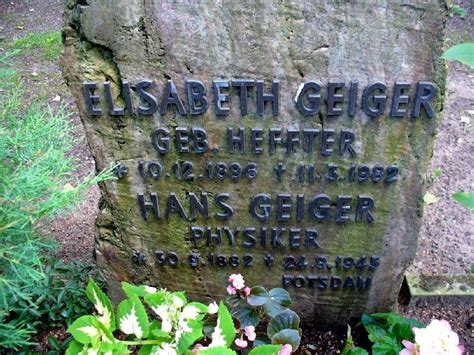 ELISABETH GEIGER
GEB. HEFFTER
* 10.12.1896 † 11.3.1982
HANS GEIGER
PHYSIKER
* 30.9.1882 † 24.9.1945
POTSDAM